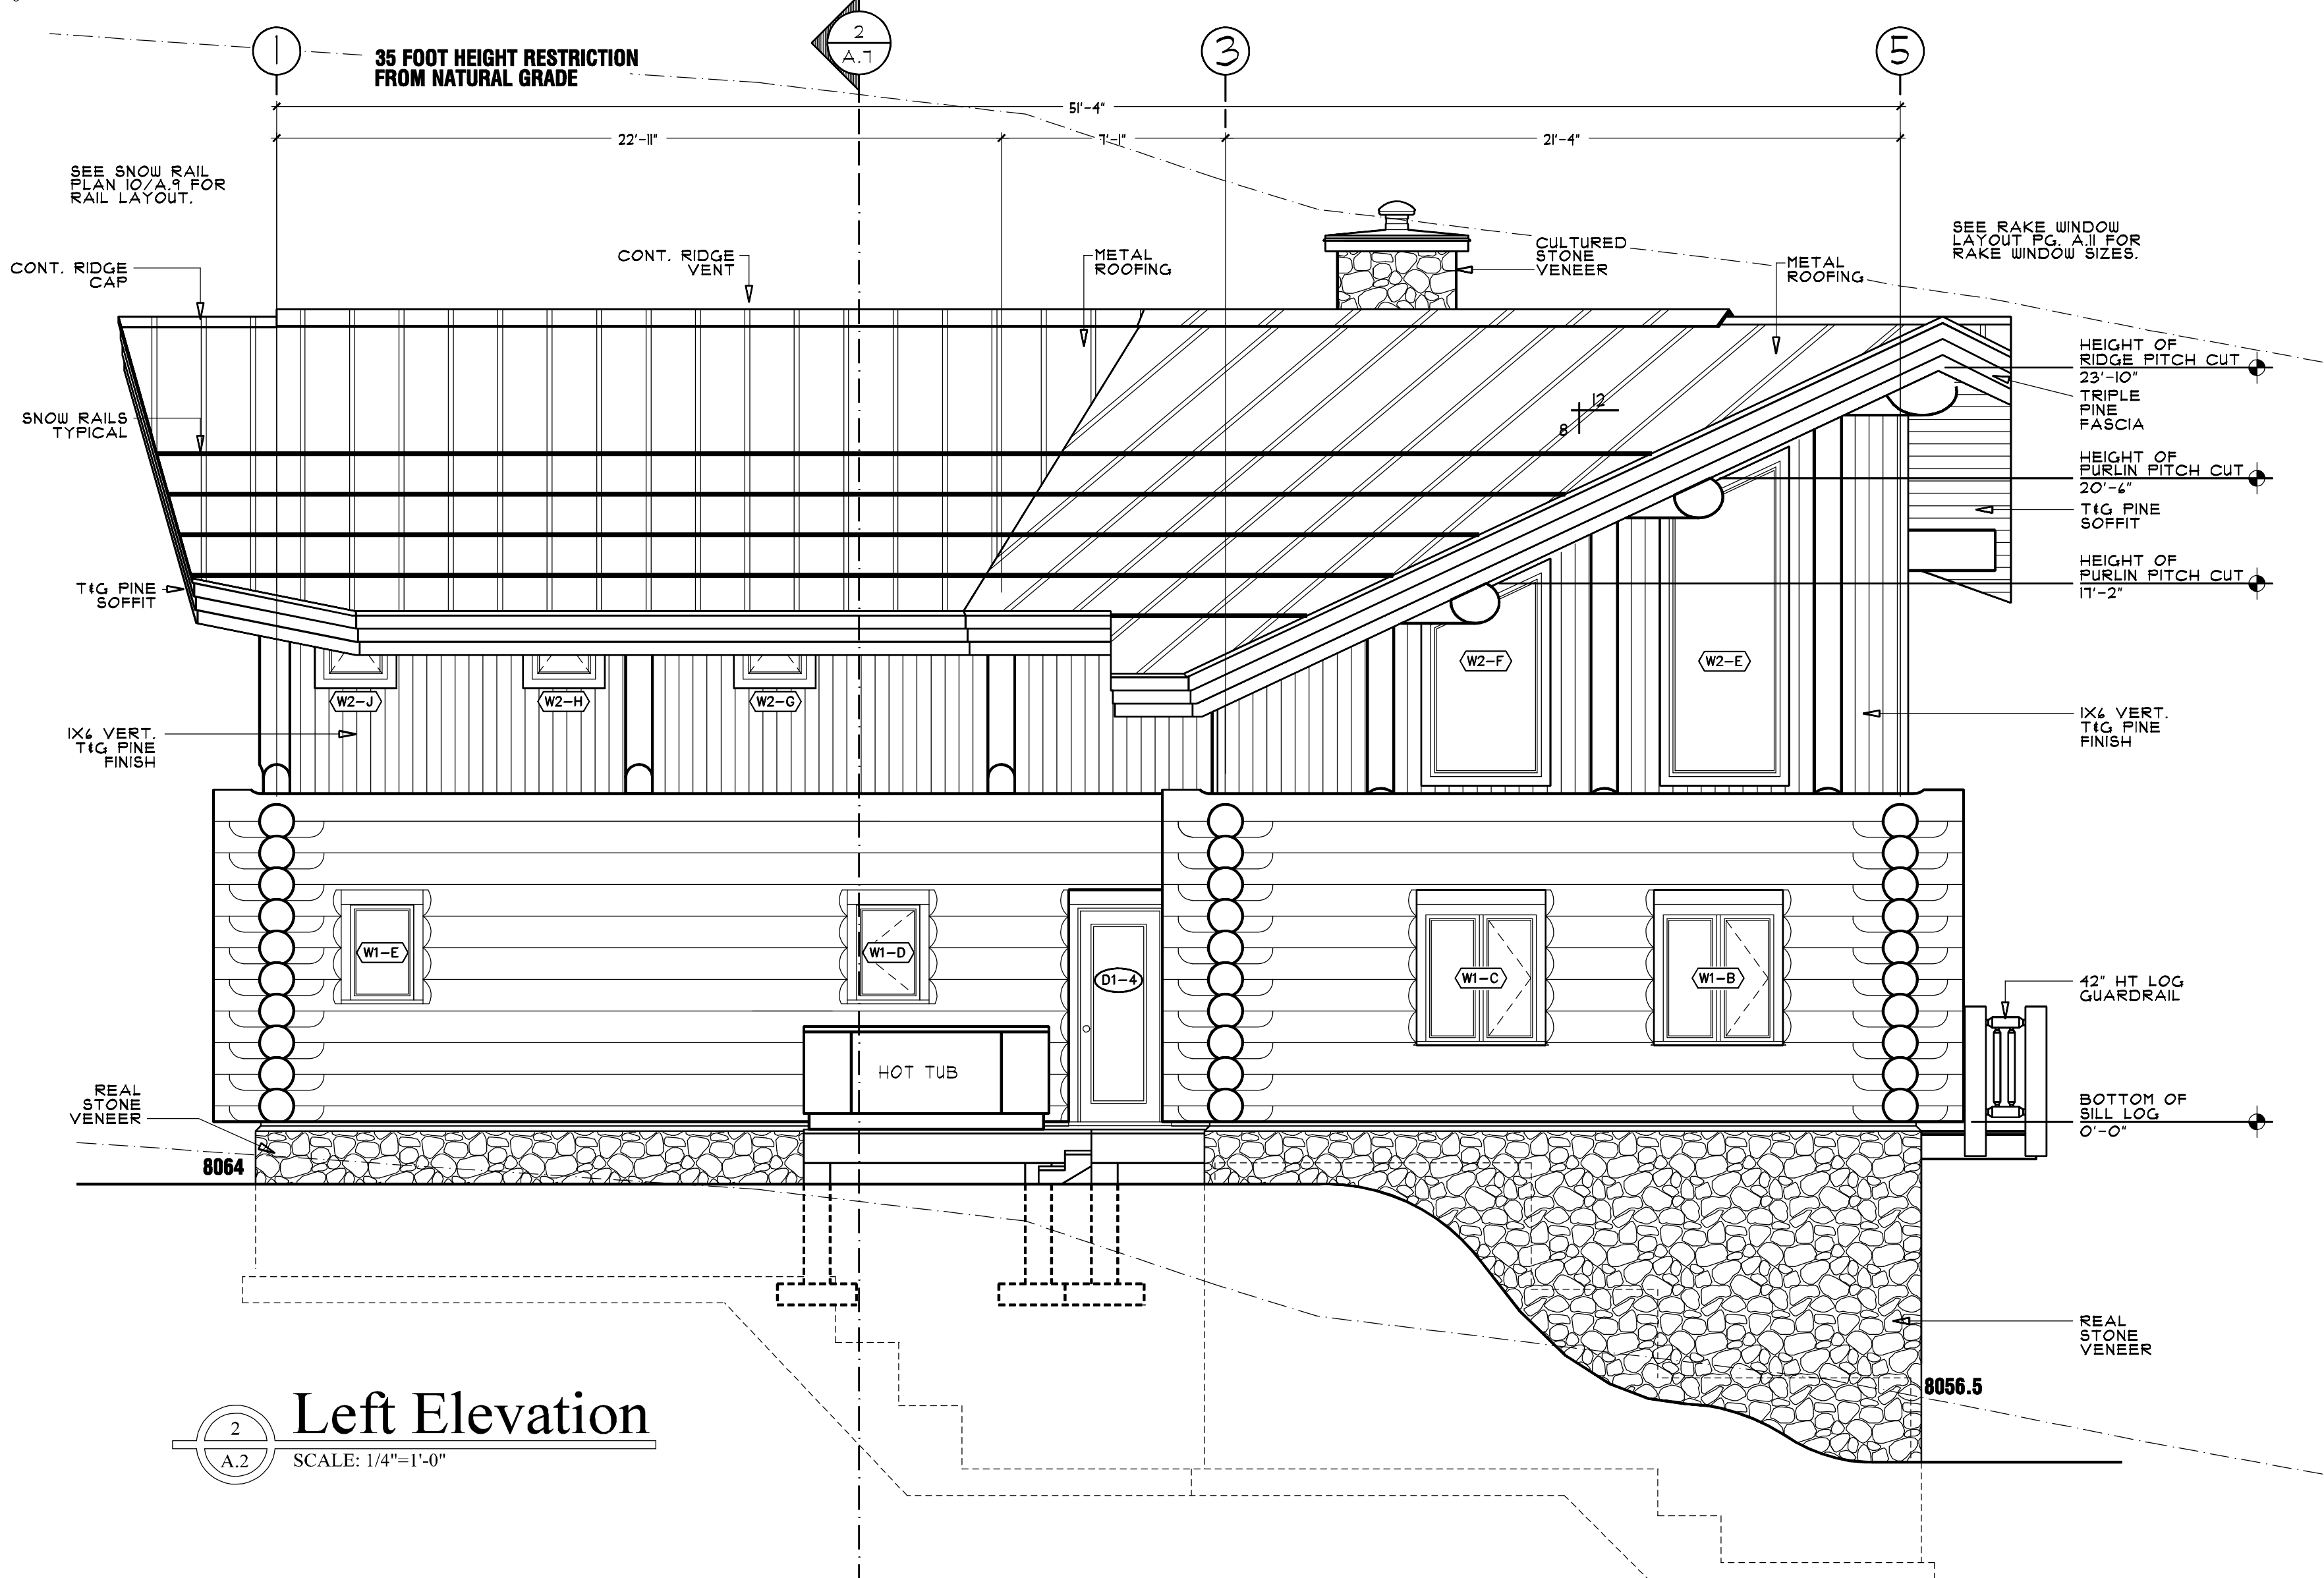 1
2
A.7
3
5
35 FOOT HEIGHT RESTRICTION
FROM NATURAL GRADE
51'-4"
22'-11"
7'-1"
21'-4"
SEE SNOW RAIL
PLAN 10/A.9 FOR
RAIL LAYOUT.
SEE RAKE WINDOW
LAYOUT PG. A.11 FOR
RAKE WINDOW SIZES.
CONT. RIDGE
CAP
CONT. RIDGE
VENT
METAL
ROOFING
CULTURED
STONE
VENEER
METAL
ROOFING
HEIGHT OF
RIDGE PITCH CUT
23'-10"
TRIPLE
PINE
FASCIA
12
8
SNOW RAILS
TYPICAL
HEIGHT OF
PURLIN PITCH CUT
20'-6"
T&G PINE
SOFFIT
HEIGHT OF
PURLIN PITCH CUT
17'-2"
T&G PINE
SOFFIT
W2-J
W2-H
W2-G
W2-F
W2-E
1X6 VERT.
T&G PINE
FINISH
1X6 VERT.
T&G PINE
FINISH
W1-E
W1-D
D1-4
W1-C
W1-B
42" HT LOG
GUARDRAIL
HOT TUB
REAL
STONE
VENEER
BOTTOM OF
SILL LOG
0'-0"
8064
REAL
STONE
VENEER
8056.5
2
A.2
Left Elevation
SCALE: 1/4"=1'-0"